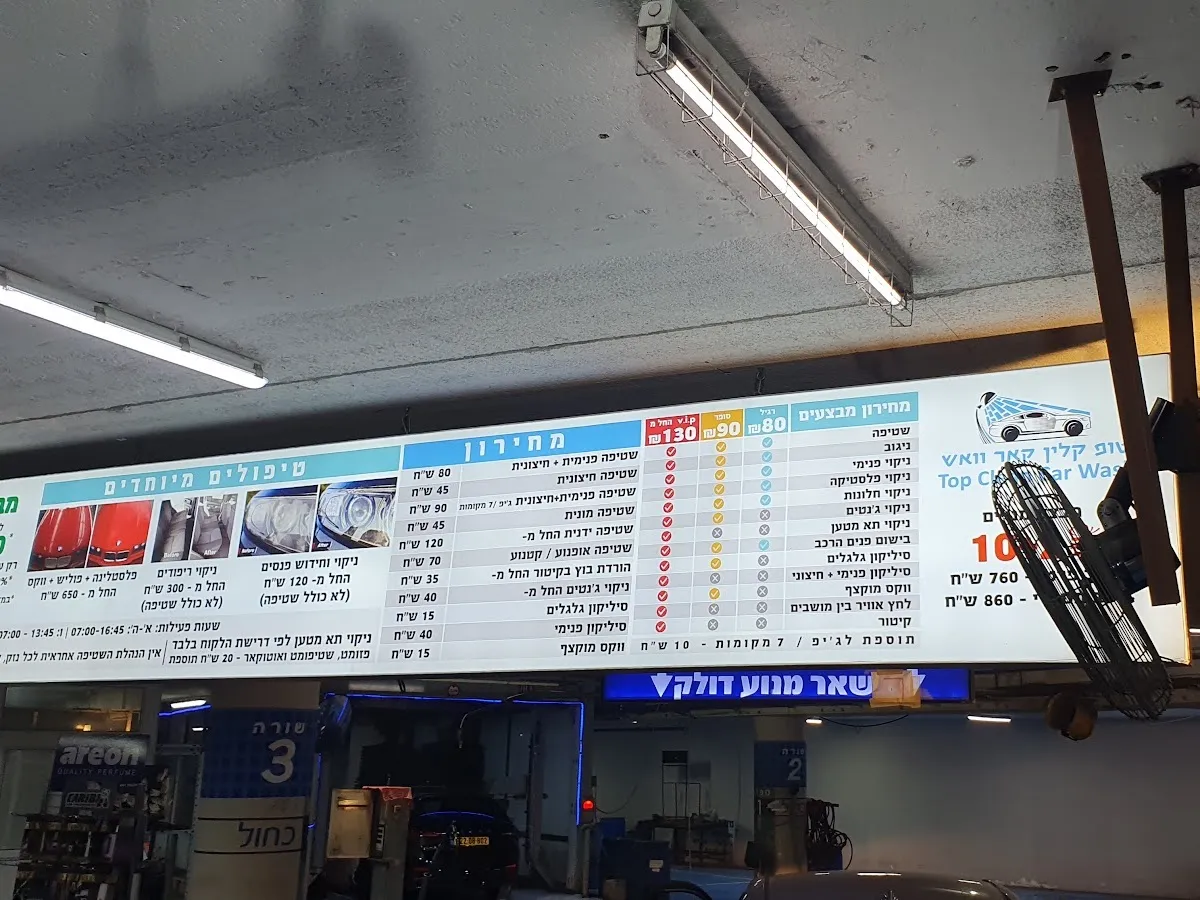 טופ קלין קאר וואש
Top Cl Car Was
760 ש"ח
860 ש"ח
מחירון מבצעים
רגיל
₪80
סופר
₪90
v.i.p החל מ
₪130
שטיפה
ניגוב
ניקוי פנימי
ניקוי פלסטיקה
ניקוי חלונות
ניקוי ג'נטים
ניקוי תא מטען
בישום פנים הרכב
סיליקון גלגלים
סיליקון פנימי + חיצוני
ווקס מוקצף
לחץ אוויר בין מושבים
קיטור
תוספת לג'יפ / 7 מקומות - 10 ש"ח
מחירון
שטיפה פנימית + חיצונית 80 ש"ח
שטיפה חיצונית 45 ש"ח
שטיפה פנימית+חיצונית ג'יפ /7 מקומות 90 ש"ח
שטיפה מונית 45 ש"ח
שטיפה ידנית החל מ- 120 ש"ח
שטיפה אופנוע / קטנוע 70 ש"ח
הורדת בוץ בקיטור החל מ- 35 ש"ח
ניקוי ג'נטים החל מ- 40 ש"ח
סיליקון גלגלים 15 ש"ח
סיליקון פנימי 40 ש"ח
ווקס מוקצף 15 ש"ח
טיפולים מיוחדים
Before
After
ניקוי וחידוש פנסים
החל מ- 120 ש"ח
(לא כולל שטיפה)
Before
After
ניקוי ריפודים
החל מ - 300 ש"ח
(לא כולל שטיפה)
פלסטלינה + פוליש + ווקס
החל מ - 650 ש"ח
שעות פעילות: א'-ה': 07:00-16:45 | ו': 07:00 - 13:45
ניקוי תא מטען לפי דרישת הלקוח בלבד
פזומט, שטיפומט ואוטוקאר - 20 ש"ח תוספת
אין הנהלת השטיפה אחראית לכל נזק,
שאר מנוע דולק
שורה
3
כחול
שורה
2
areon
QUALITY PERFUME